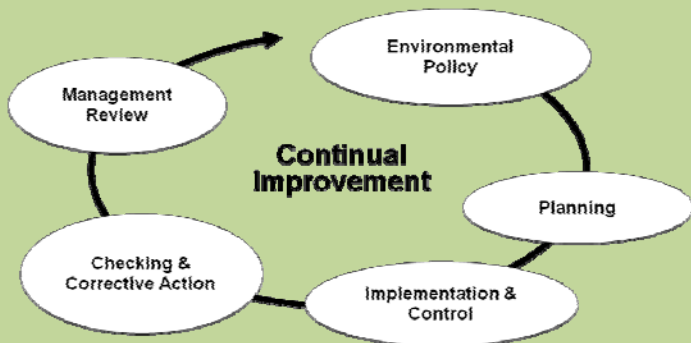 Environmental
Policy
Management
Review
Continual
Improvement
Planning
Checking &
Corrective Action
Implementation &
Control